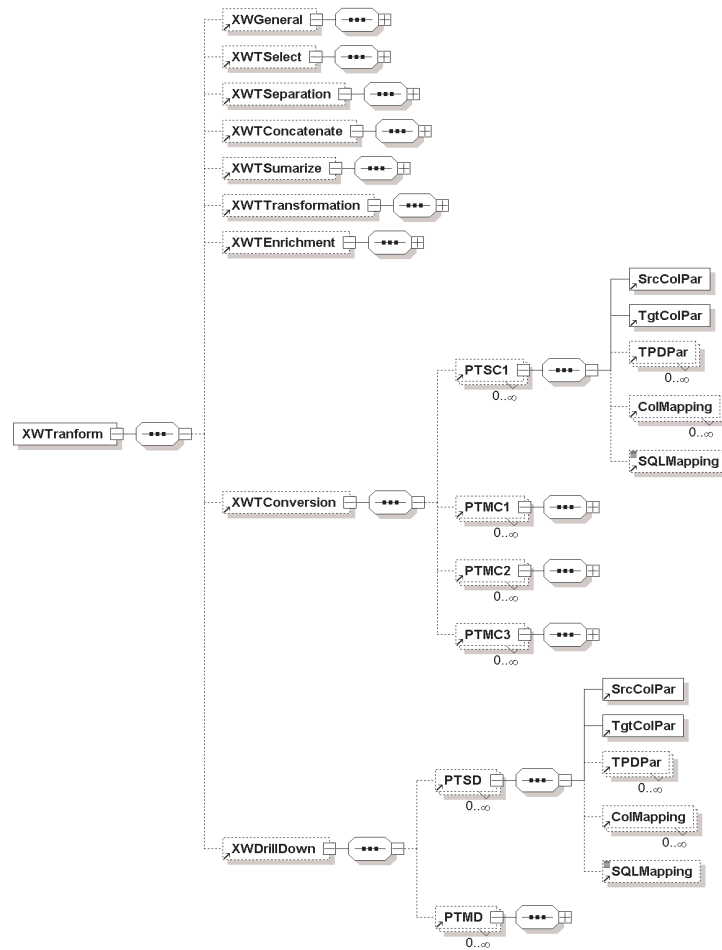 XWGeneral
XWTSelect
XWTSeparation
XWTConcatenate
XWTSumarize
XWTTransformation
XWTEnrichment
SrcColPar
TgtColPar
PTSC1
TPDPar
0..∞
0..∞
ColMapping
0..∞
XWTranform
SQLMapping
XWTConversion
PTMC1
0..∞
PTMC2
0..∞
PTMC3
0..∞
SrcColPar
TgtColPar
PTSD
TPDPar
0..∞
0..∞
ColMapping
0..∞
XWDrillDown
SQLMapping
PTMD
0..∞